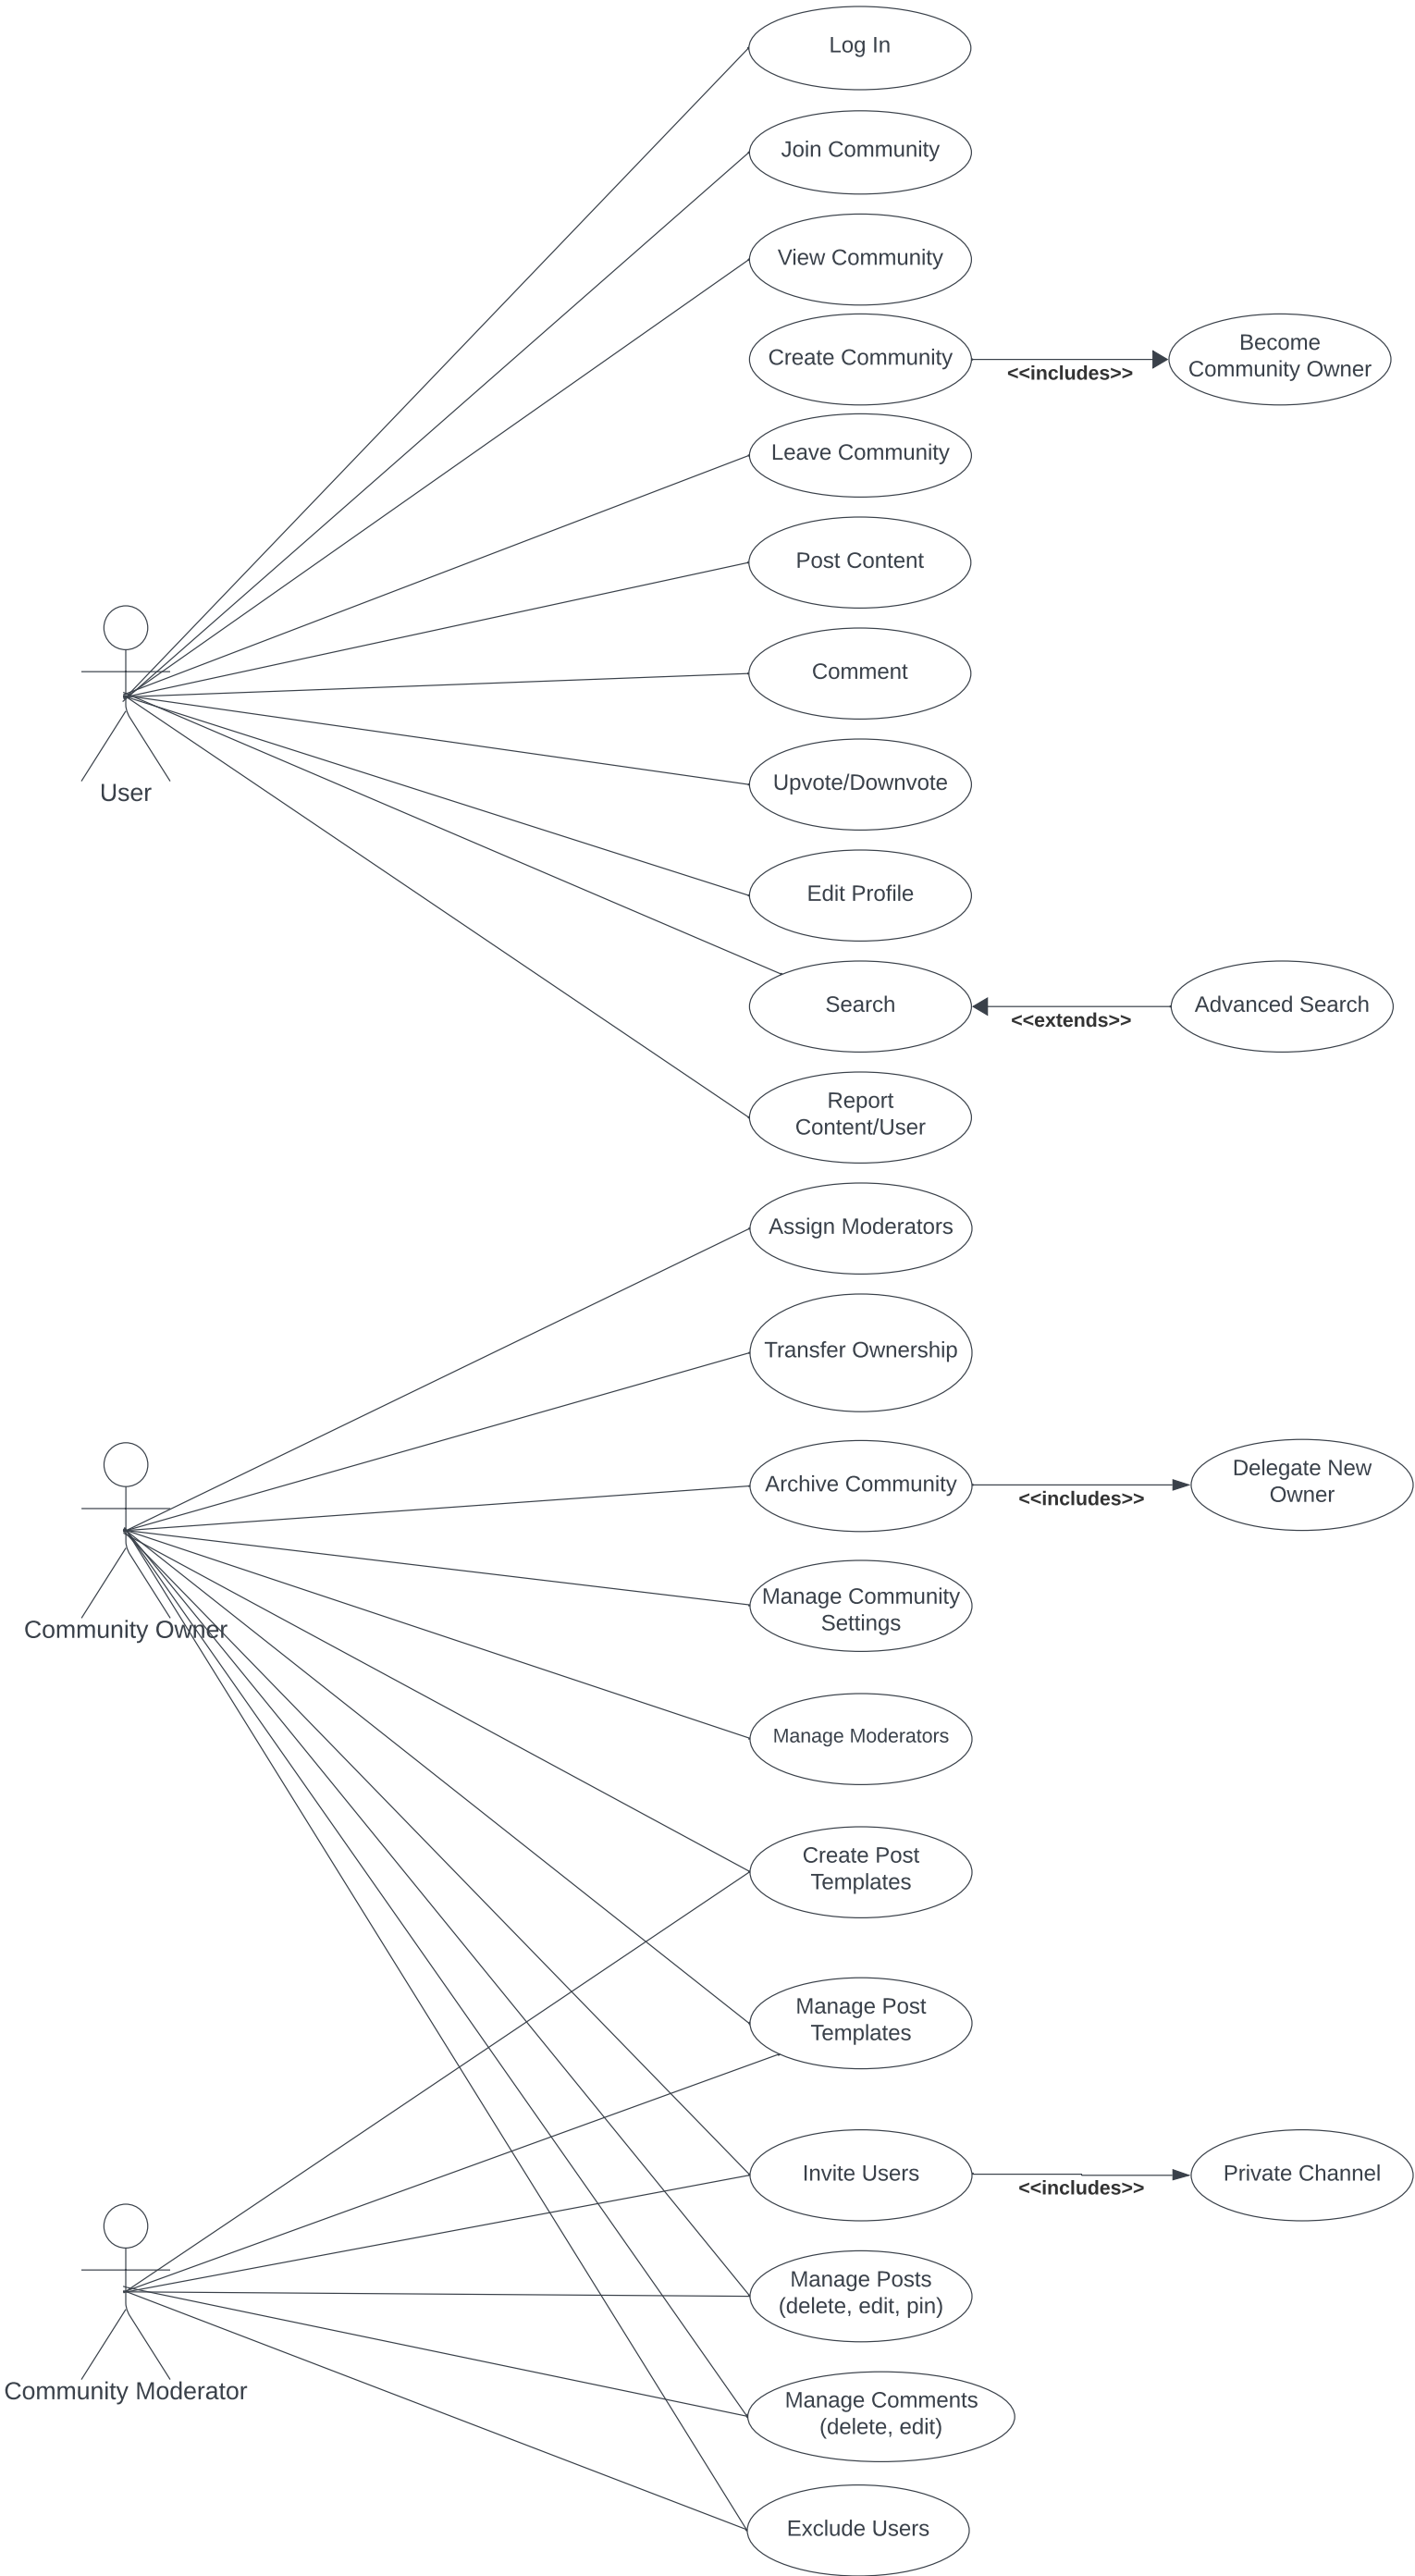 Log In
Join Community
View Community
Create Community
<<includes>>
Become
Community Owner
Leave Community
Post Content
Comment
Upvote/Downvote
User
Edit Profile
Search
<<extends>>
Advanced Search
Report
Content/User
Assign Moderators
Transfer Ownership
Archive Community
<<includes>>
Delegate New
Owner
Community Owner
Manage Community
Settings
Manage Moderators
Create Post
Templates
Manage Post
Templates
Invite Users
<<includes>>
Private Channel
Manage Posts
(delete, edit, pin)
Community Moderator
Manage Comments
(delete, edit)
Exclude Users